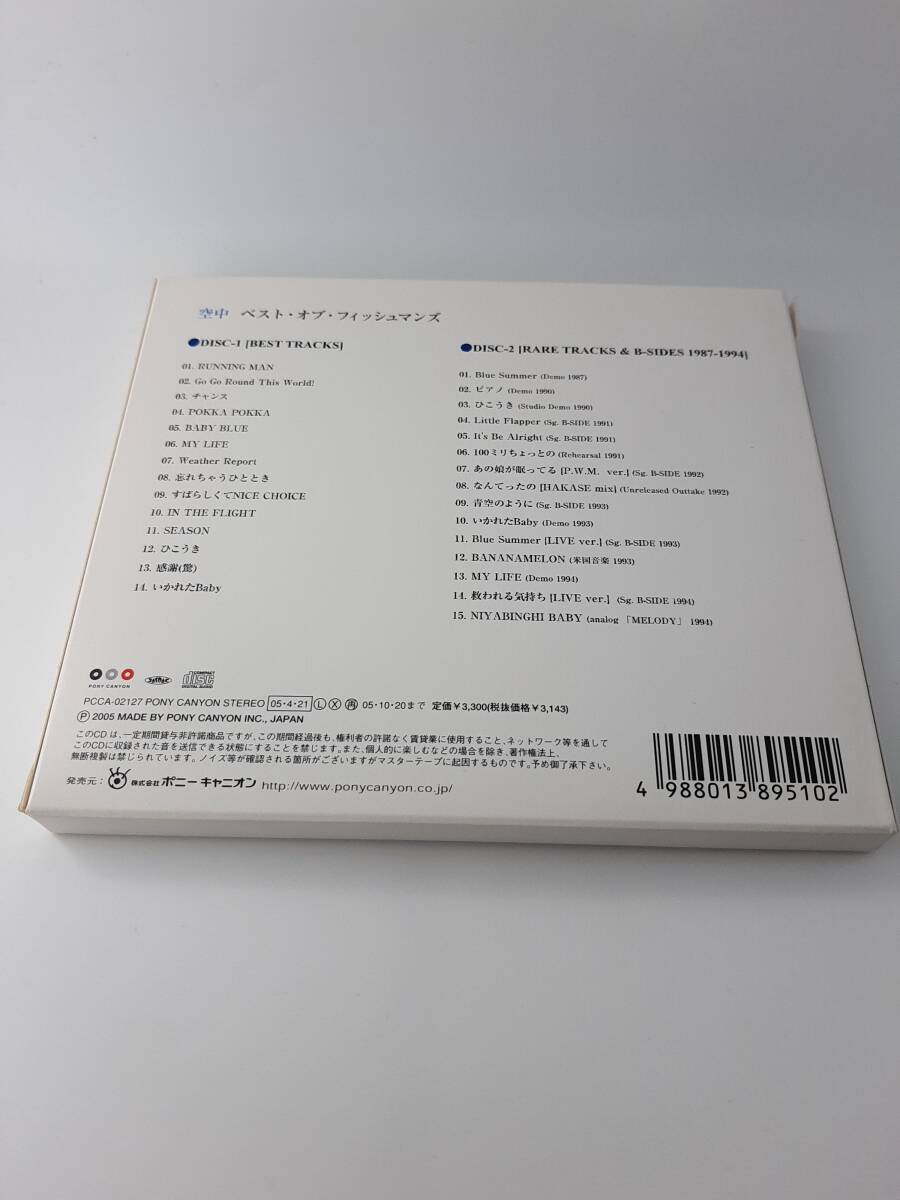 空中 ベスト・オブ・フィッシュマンズ
●DISC-1 [BEST TRACKS]
01. RUNNING MAN
02. Go Go Round This World!
03. チャンス
04. POKKA POKKA
05. BABY BLUE
06. MY LIFE
07. Weather Report
08. 忘れちゃうひととき
09. すばらしくてNICE CHOICE
10. IN THE FLIGHT
11. SEASON
12. ひこうき
13. 感謝(驚)
14. いかれたBaby
●DISC-2 [RARE TRACKS & B-SIDES 1987-1994]
01. Blue Summer (Demo 1987)
02. ピアノ (Demo 1990)
03. ひこうき (Studio Demo 1990)
04. Little Flapper (Sg. B-SIDE 1991)
05. It's Be Alright (Sg. B-SIDE 1991)
06. 100ミリちょっとの (Rehearsal 1991)
07. あの娘が眠ってる [P.W.M. ver.] (Sg. B-SIDE 1992)
08. なんてったの [HAKASE mix] (Unreleased Outtake 1992)
09. 青空のように (Sg. B-SIDE 1993)
10. いかれたBaby (Demo 1993)
11. Blue Summer [LIVE ver.] (Sg. B-SIDE 1993)
12. BANANAMELON (米国音楽 1993)
13. MY LIFE (Demo 1994)
14. 救われる気持ち [LIVE ver.] (Sg. B-SIDE 1994)
15. NIYABINGHI BABY (analog 「MELODY」 1994)
PONY CANYON
COMPACT disc DIGITAL AUDIO
PCCA-02127 PONY CANYON STEREO 05・4・21 Ⓛ Ⓧ ㊢ 05・10・20まで 定価¥3,300(税抜価格¥3,143)
Ⓟ 2005 MADE BY PONY CANYON INC., JAPAN
このCDは、一定期間貸与非許諾商品ですが、この期間経過後も、権利者の許諾なく賃貸業に使用すること、ネットワーク等を通して
このCDに収録された音を送信できる状態にすることを禁じます。また、個人的に楽しむなどの場合を除き、著作権法上、
無断複製は禁じられています。ノイズ等が確認される箇所がございますがマスターテープに起因するものです。予め御了承下さい。
発売元： 株式会社 ポニーキャニオン http://www.ponycanyon.co.jp/
4 988013 895102